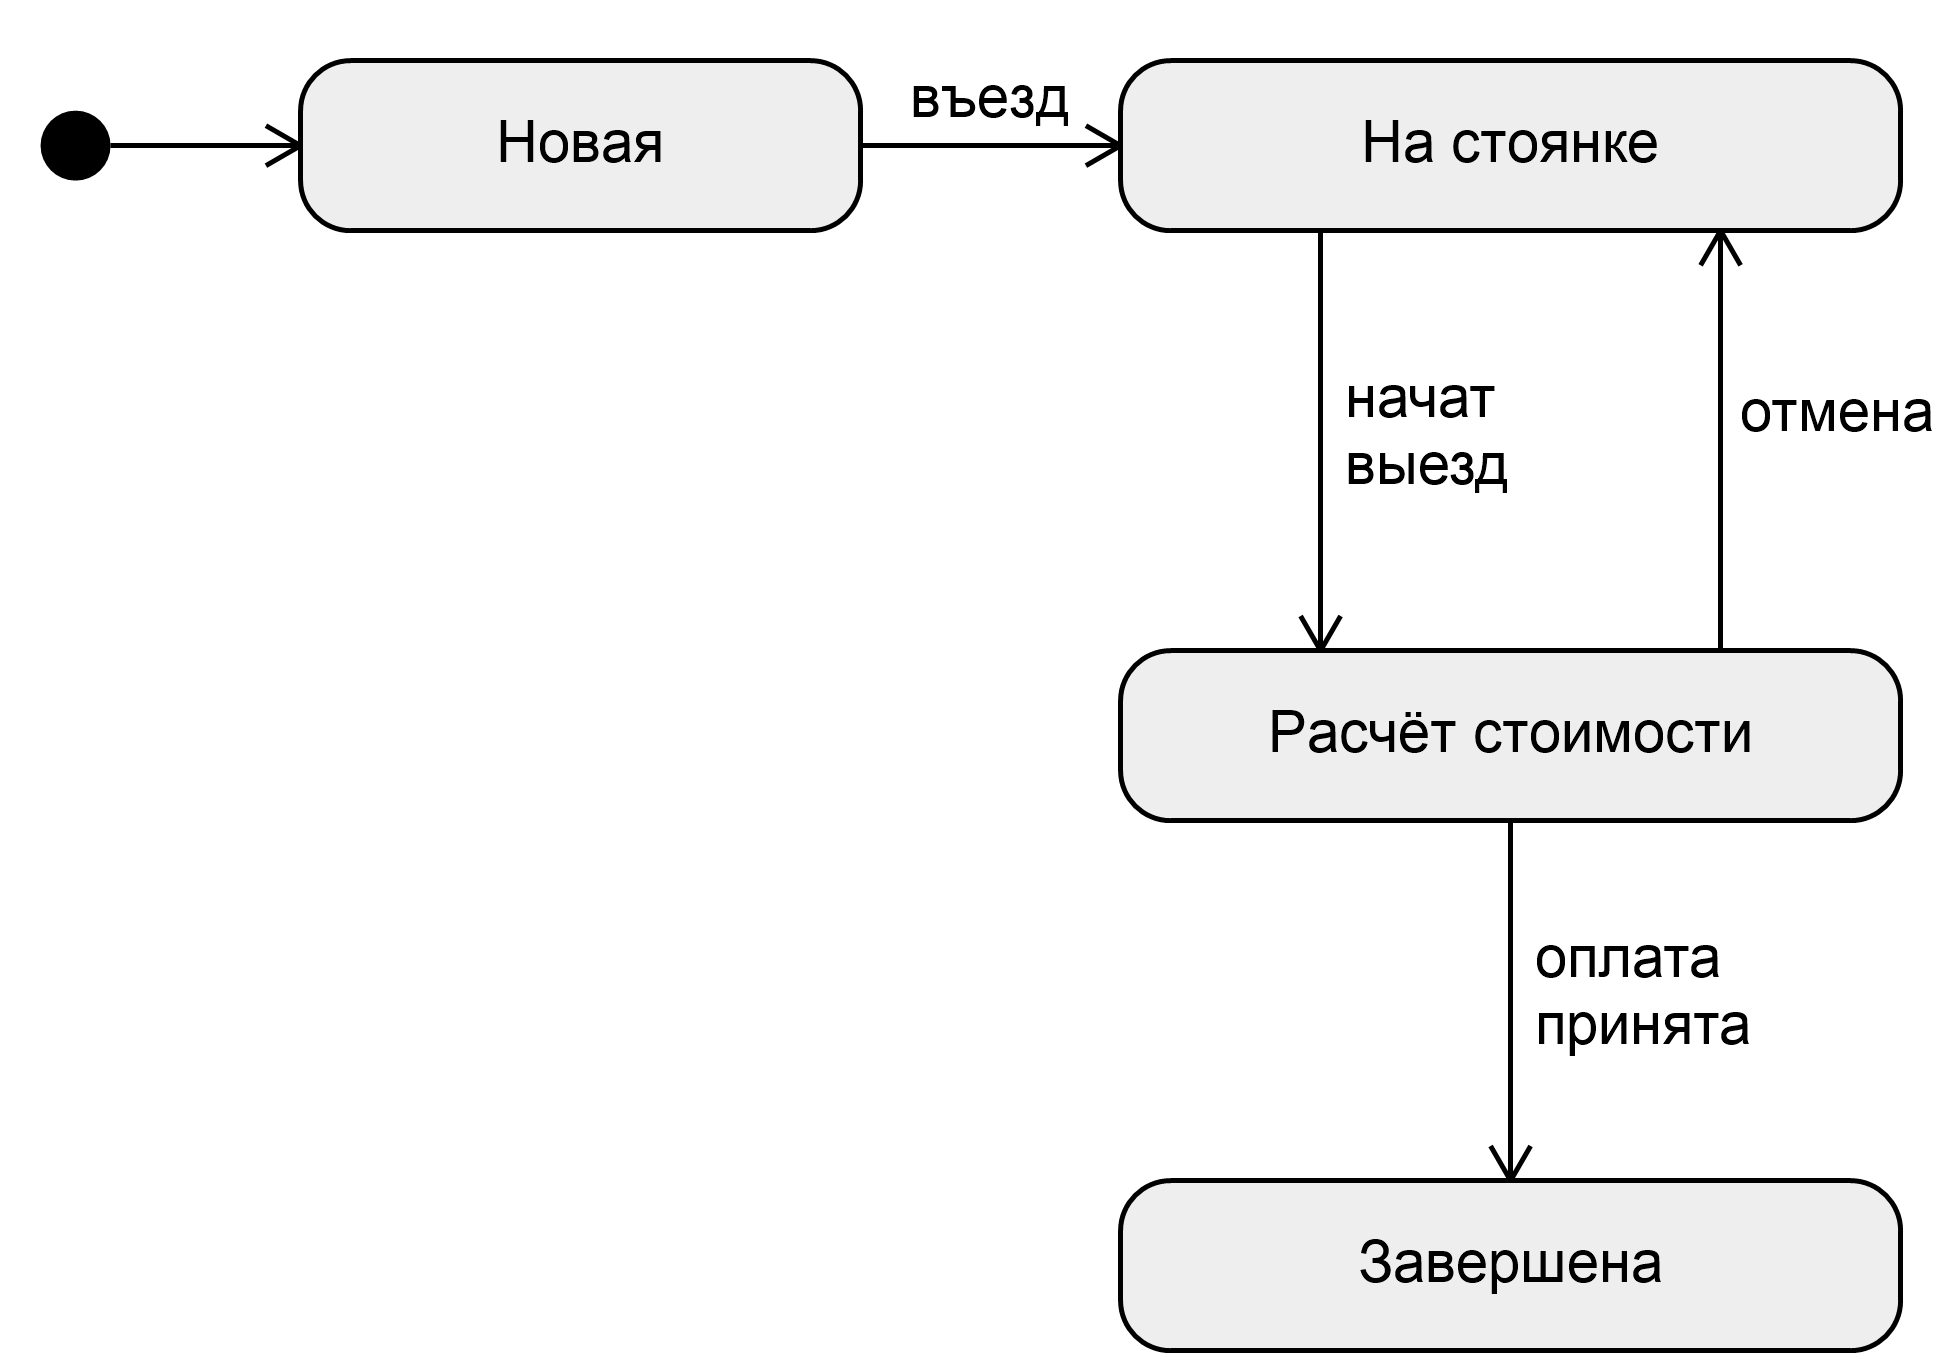 Новая
въезд
На стоянке
начат
выезд
отмена
Расчёт стоимости
оплата
принята
Завершена